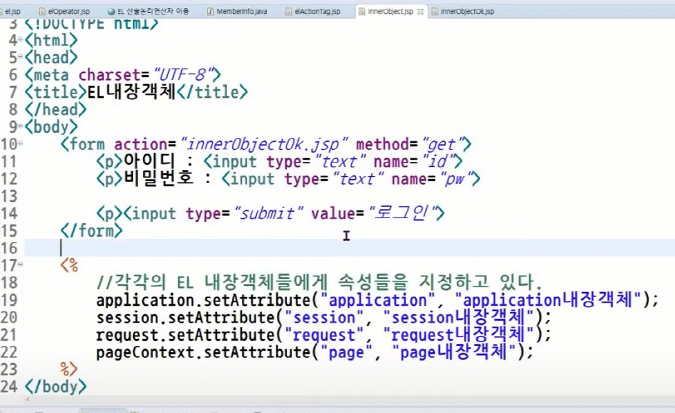 el.jsp elOperator.jsp EL 산술논리연산자 이용 MemberInfo.java elActionTag.jsp innerObject.jsp innerObjectOk.jsp
3 <!DOCTYPE html>
4 <html>
5 <head>
6 <meta charset="UTF-8">
7 <title>EL내장객체</title>
8 </head>
9 <body>
10 <form action="innerObjectOk.jsp" method="get">
11 <p>아이디 : <input type="text" name="id">
12 <p>비밀번호 : <input type="text" name="pw">
13
14 <p><input type="submit" value="로그인">
15 </form>
16
17 <%
18 //각각의 EL 내장객체들에게 속성들을 지정하고 있다.
19 application.setAttribute("application", "application내장객체");
20 session.setAttribute("session", "session내장객체");
21 request.setAttribute("request", "request내장객체");
22 pageContext.setAttribute("page", "page내장객체");
23 %>
24 </body>